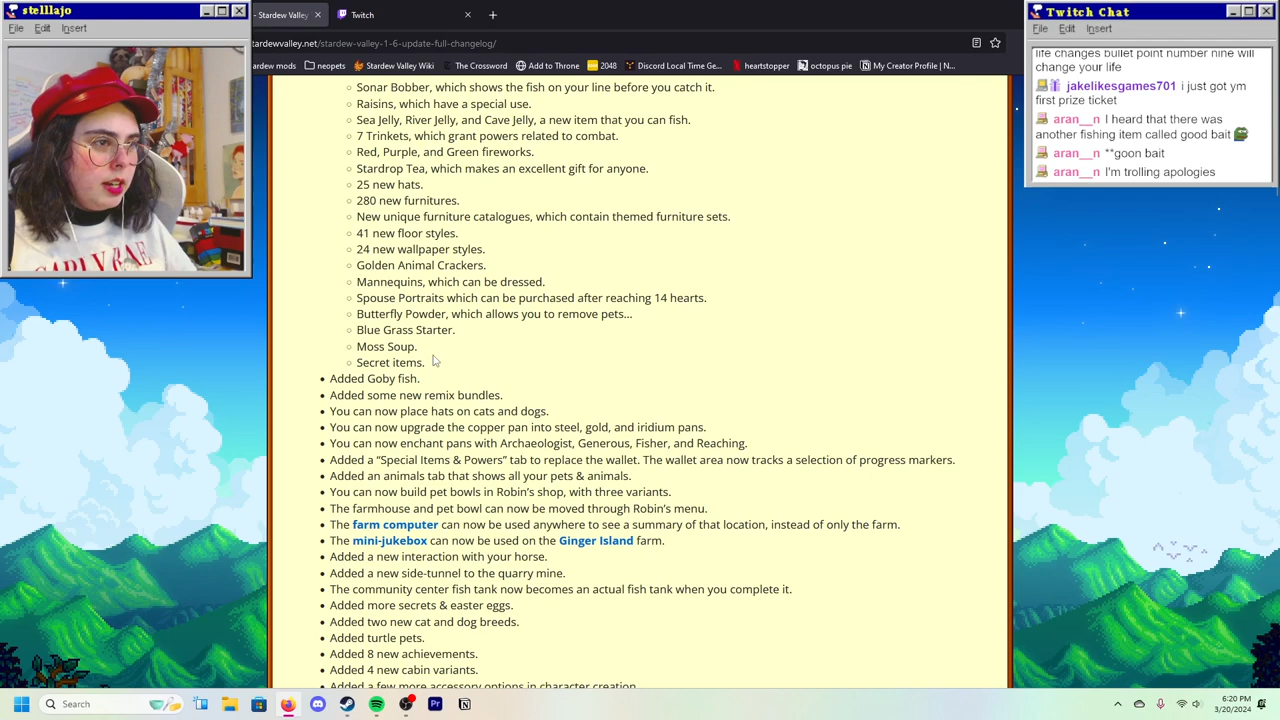 stelllajo
File Edit Insert
- Stardew Valley
Twitch
tardewvalley.net/stardew-valley-1-6-update-full-changelog/
ardew mods
neopets
Stardew Valley Wiki
The Crossword
Add to Throne
2048
Discord Local Time Ge...
heartstopper
octopus pie
My Creator Profile | N...
Sonar Bobber, which shows the fish on your line before you catch it.
Raisins, which have a special use.
Sea Jelly, River Jelly, and Cave Jelly, a new item that you can fish.
7 Trinkets, which grant powers related to combat.
Red, Purple, and Green fireworks.
Stardrop Tea, which makes an excellent gift for anyone.
25 new hats.
280 new furnitures.
New unique furniture catalogues, which contain themed furniture sets.
41 new floor styles.
24 new wallpaper styles.
Golden Animal Crackers.
Mannequins, which can be dressed.
Spouse Portraits which can be purchased after reaching 14 hearts.
Butterfly Powder, which allows you to remove pets...
Blue Grass Starter.
Moss Soup.
Secret items.
Added Goby fish.
Added some new remix bundles.
You can now place hats on cats and dogs.
You can now upgrade the copper pan into steel, gold, and iridium pans.
You can now enchant pans with Archaeologist, Generous, Fisher, and Reaching.
Added a “Special Items & Powers” tab to replace the wallet. The wallet area now tracks a selection of progress markers.
Added an animals tab that shows all your pets & animals.
You can now build pet bowls in Robin’s shop, with three variants.
The farmhouse and pet bowl can now be moved through Robin’s menu.
The farm computer can now be used anywhere to see a summary of that location, instead of only the farm.
The mini-jukebox can now be used on the Ginger Island farm.
Added a new interaction with your horse.
Added a new side-tunnel to the quarry mine.
The community center fish tank now becomes an actual fish tank when you complete it.
Added more secrets & easter eggs.
Added two new cat and dog breeds.
Added turtle pets.
Added 8 new achievements.
Added 4 new cabin variants.
Added a few more accessory options in character creation.
Twitch Chat
File Edit Insert
life changes bullet point number nine will
change your life
jakelikesgames701 i just got ym
first prize ticket
aran__n I heard that there was
another fishing item called good bait
aran__n **goon bait
aran__n I'm trolling apologies
Search
6:20 PM
3/20/2024